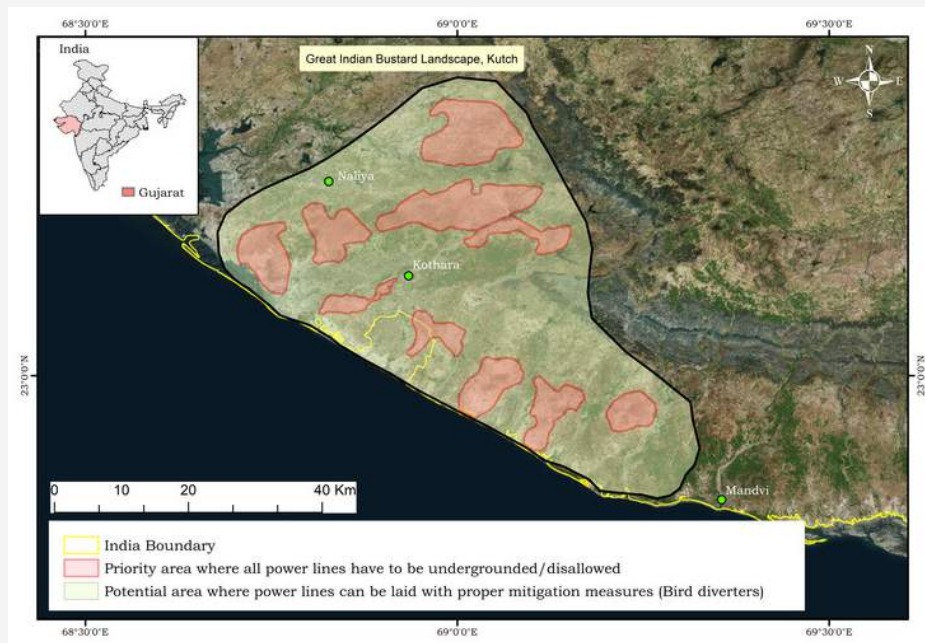 68°30'0"E 69°0'0"E 69°30'0"E
India
Great Indian Bustard Landscape, Kutch
N
W E
S
Gujarat
Naliya
Kothara
23°0'0"N 23°0'0"N
Mandvi
0 10 20 40 Km
India Boundary
Priority area where all power lines have to be undergrounded/disallowed
Potential area where power lines can be laid with proper mitigation measures (Bird diverters)
68°30'0"E 69°0'0"E 69°30'0"E